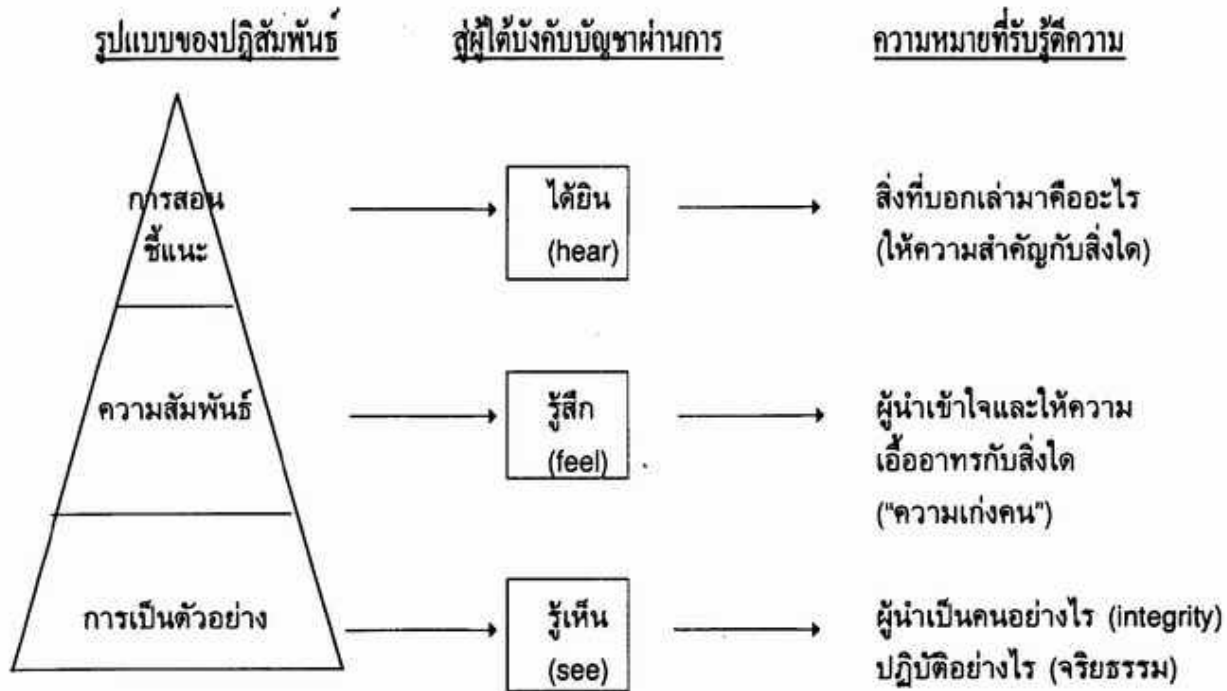 รูปแบบของปฏิสัมพันธ์ สู่ผู้ใต้บังคับบัญชาผ่านการ ความหมายที่รับรู้ตีความ
การสอน
ชี้แนะ
ได้ยิน
(hear)
สิ่งที่บอกเล่ามาคืออะไร
(ให้ความสำคัญกับสิ่งใด)
ความสัมพันธ์
รู้สึก
(feel)
ผู้นำเข้าใจและให้ความ
เอื้ออาทรกับสิ่งใด
("ความเก่งคน")
การเป็นตัวอย่าง
รู้เห็น
(see)
ผู้นำเป็นคนอย่างไร (integrity)
ปฏิบัติอย่างไร (จริยธรรม)